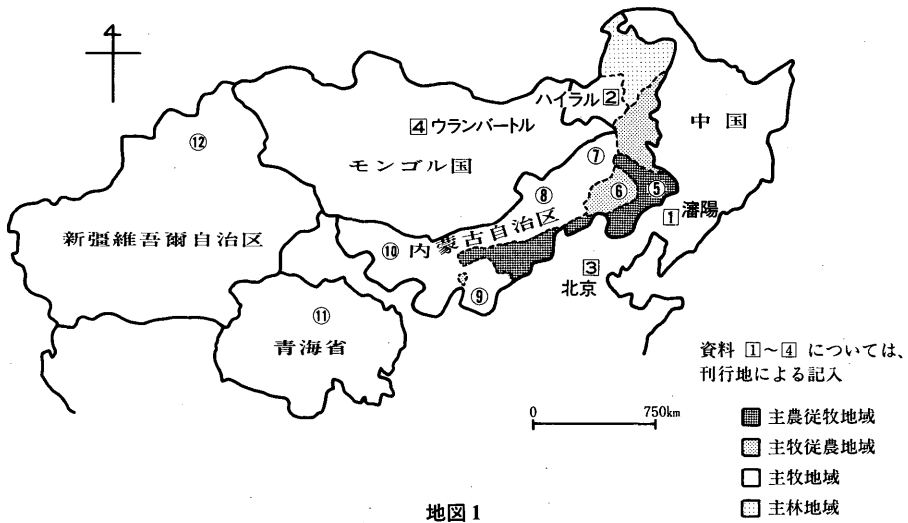 4
ハイラル 2
中国
12
4 ウランバートル
7
モンゴル国
8
6
5
1 瀋陽
新疆維吾爾自治区
10 内蒙古自治区
3
北京
9
11
青海省
資料 1~4 については、
刊行地による記入
0 750km
主農従牧地域
主牧従農地域
主牧地域
主林地域
地図1